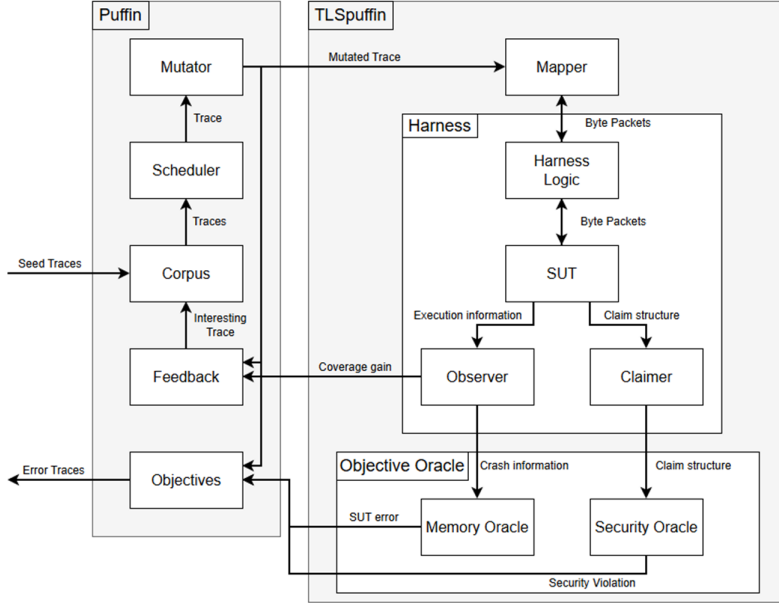 Puffin
TLSpuffin
Mutator
Mutated Trace
Mapper
Trace
Harness
Byte Packets
Scheduler
Harness
Logic
Traces
Byte Packets
Seed Traces
Corpus
SUT
Interesting
Trace
Execution information
Claim structure
Feedback
Coverage gain
Observer
Claimer
Error Traces
Objectives
Objective Oracle
Crash information
Claim structure
SUT error
Memory Oracle
Security Oracle
Security Violation